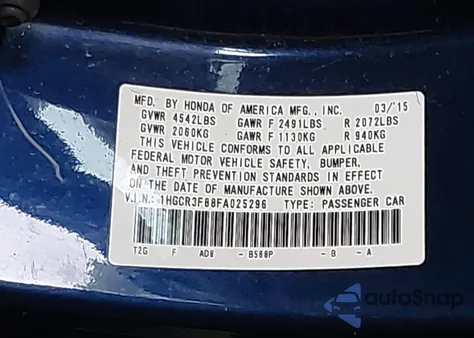 MFD. BY HONDA OF AMERICA MFG., INC. 03/'15
GVWR 4542LBS GAWR F 2491LBS R 2072LBS
GVWR 2060KG GAWR F 1130KG R 940KG
THIS VEHICLE CONFORMS TO ALL APPLICABLE
FEDERAL MOTOR VEHICLE SAFETY, BUMPER,
AND THEFT PREVENTION STANDARDS IN EFFECT
ON THE DATE OF MANUFACTURE SHOWN ABOVE.
V.I.N.: 1HGCR3F88FA025296 TYPE: PASSENGER CAR
T2G F AD8 - B588P - B - A
autoSnap